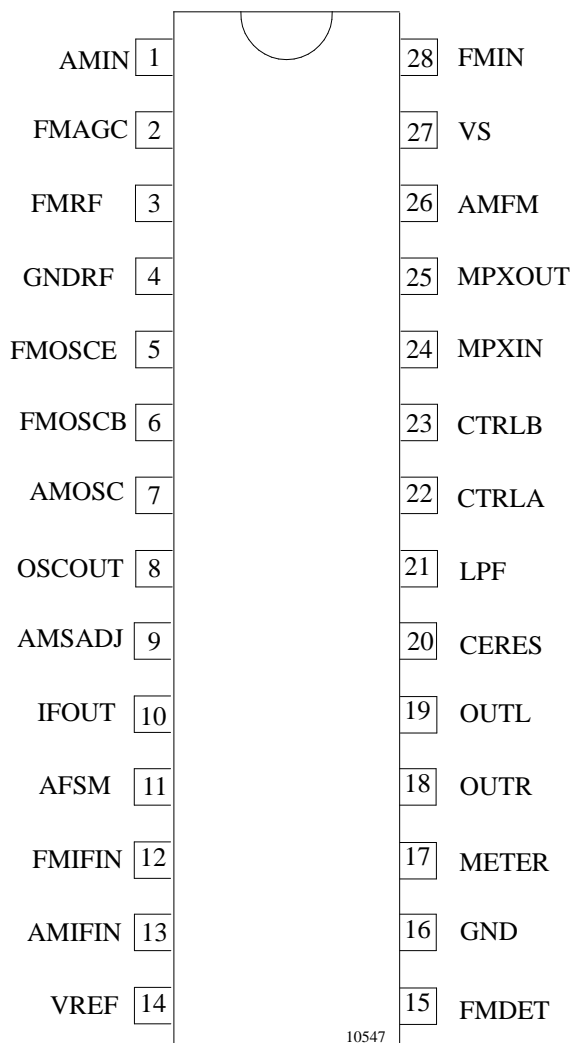 AMIN 1 28 FMIN
FMAGC 2 27 VS
FMRF 3 26 AMFM
GNDRF 4 25 MPXOUT
FMOSCE 5 24 MPXIN
FMOSCB 6 23 CTRLB
AMOSC 7 22 CTRLA
OSCOUT 8 21 LPF
AMSADJ 9 20 CERES
IFOUT 10 19 OUTL
AFSM 11 18 OUTR
FMIFIN 12 17 METER
AMIFIN 13 16 GND
VREF 14 15 FMDET
10547